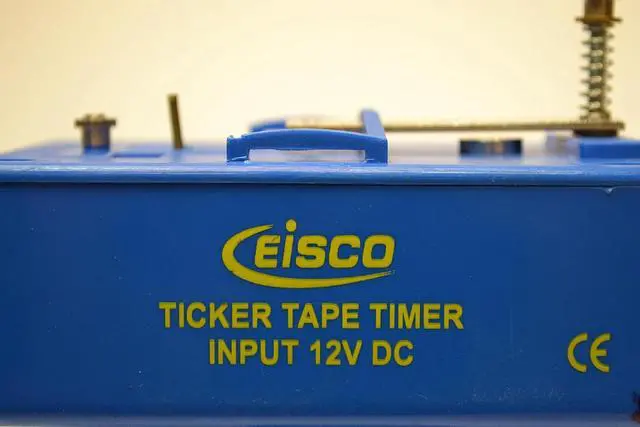 EISCO
TICKER TAPE TIMER
INPUT 12V DC
CE